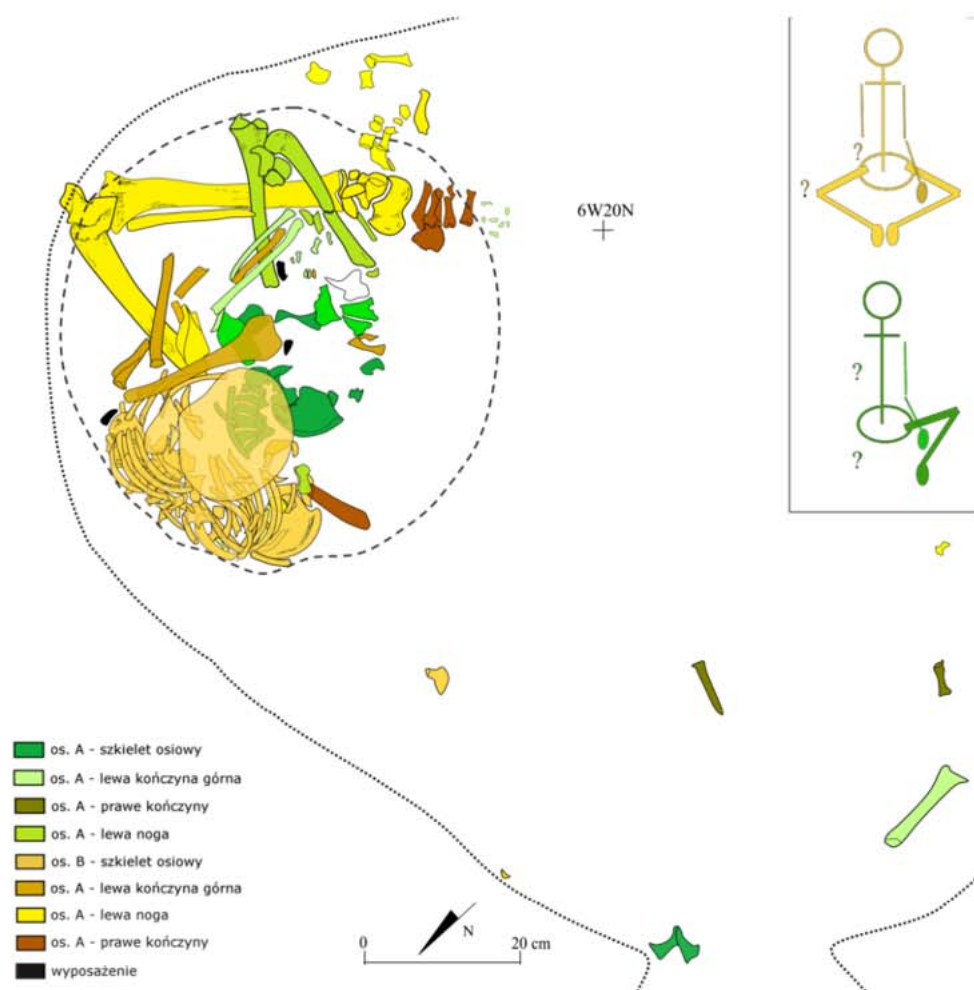 ?
?
6W20N
?
?
os. A - szkielet osiowy
os. A - lewa kończyna górna
os. A - prawe kończyny
os. A - lewa noga
os. B - szkielet osiowy
os. A - lewa kończyna górna
os. A - lewa noga
os. A - prawe kończyny
wyposażenie
N
0 20 cm